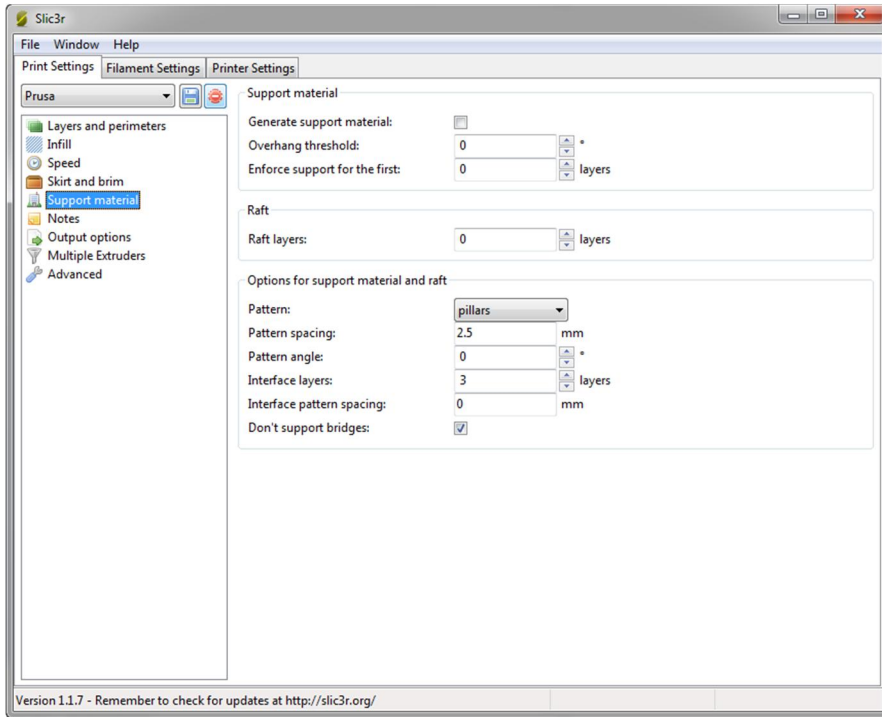 Slic3r
File Window Help
Print Settings Filament Settings Printer Settings
Prusa
Layers and perimeters
Infill
Speed
Skirt and brim
Support material
Notes
Output options
Multiple Extruders
Advanced
Support material
Generate support material:
Overhang threshold: 0 °
Enforce support for the first: 0 layers
Raft
Raft layers: 0 layers
Options for support material and raft
Pattern: pillars
Pattern spacing: 2.5 mm
Pattern angle: 0 °
Interface layers: 3 layers
Interface pattern spacing: 0 mm
Don't support bridges:
Version 1.1.7 - Remember to check for updates at http://slic3r.org/